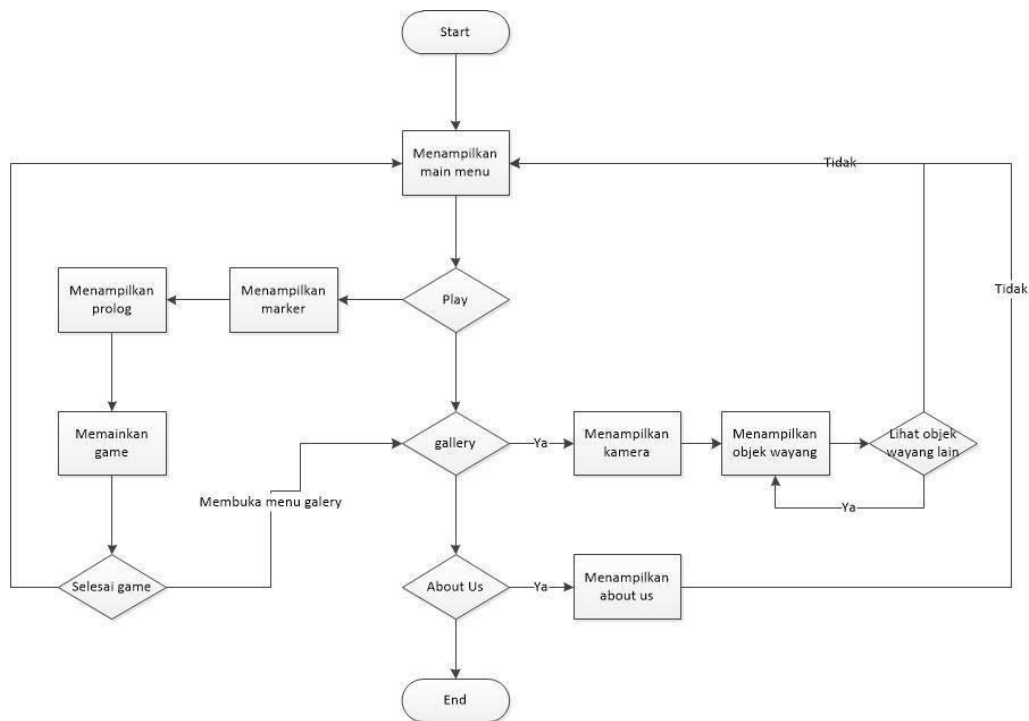 Start
Menampilkan
main menu
Tidak
Menampilkan
prolog
Menampilkan
marker
Play
Tidak
Memainkan
game
gallery
Ya
Menampilkan
kamera
Menampilkan
objek wayang
Lihat objek
wayang lain
Membuka menu galery
Ya
Selesai game
About Us
Ya
Menampilkan
about us
End